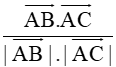 AB.AC
| AB | . | AC |